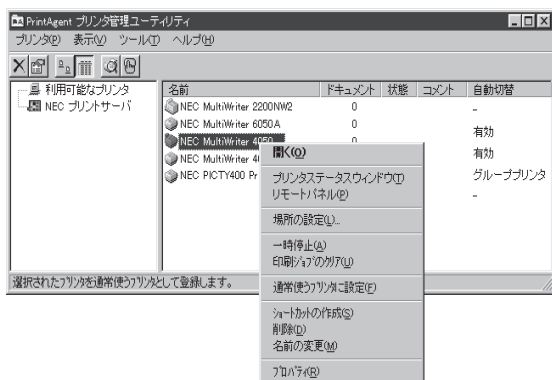 PrintAgent プリンタ管理ユーティリティ
プリンタ(P) 表示(V) ツール(T) ヘルプ(H)
利用可能なプリンタ
NEC プリントサーバ
名前 ドキュメント 状態 コメント 自動切替
NEC MultiWriter 2200NW2 0 -
NEC MultiWriter 6050A 0 有効
NEC MultiWriter 4050 0 有効
NEC MultiWriter 4 グループプリンタ
NEC PICTY400 Pr -
開く(O)
プリンタステータスウィンドウ(T)
リモートパネル(P)
場所の設定(L)...
一時停止(A)
印刷ジョブのクリア(U)
通常使うプリンタに設定(F)
ショートカットの作成(S)
削除(D)
名前の変更(M)
プロパティ(R)
選択されたプリンタを通常使うプリンタとして登録します。